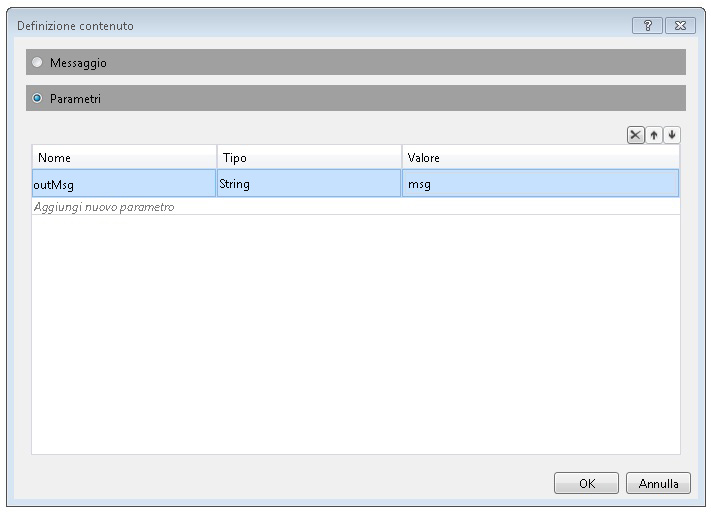 Definizione contenuto
?
Messaggio
Parametri
Nome Tipo Valore
outMsg String msg
Aggiungi nuovo parametro
OK Annulla